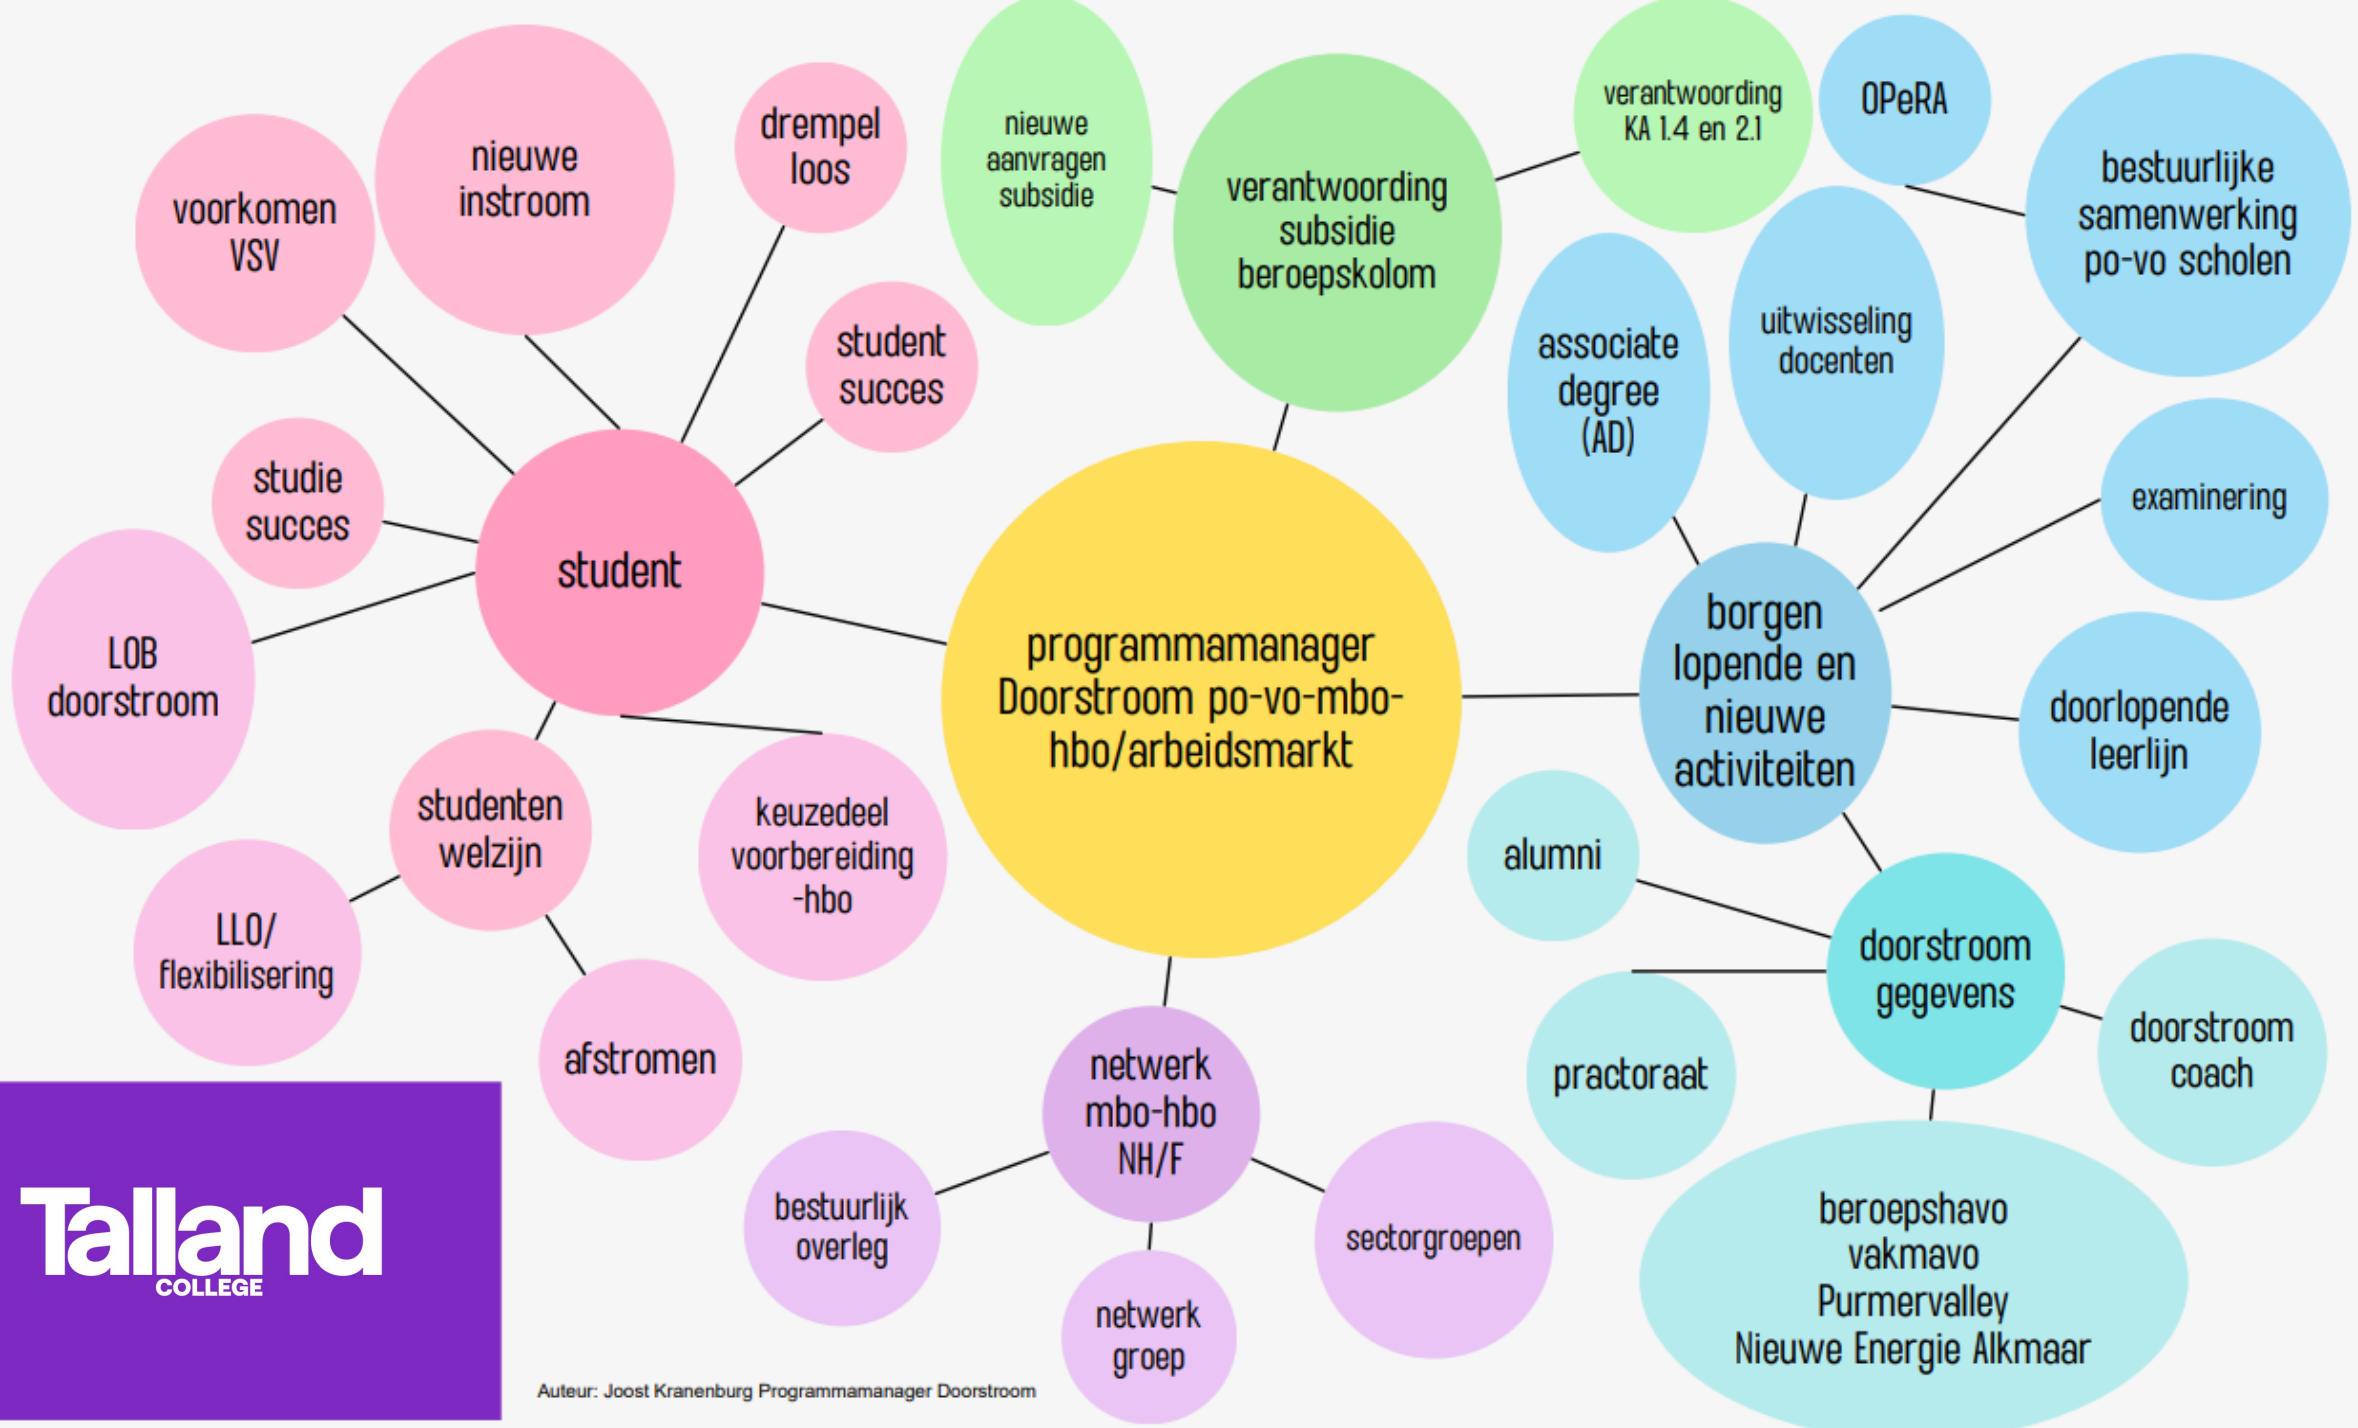 voorkomen
VSV
nieuwe
instroom
drempel
loos
student
succes
studie
succes
LOB
doorstroom
student
studenten
welzijn
LLO/
flexibilisering
afstromen
keuzedeel
voorbereiding
-hbo
nieuwe
aanvragen
subsidie
verantwoording
subsidie
beroepskolom
verantwoording
KA 1.4 en 2.1
programmamanager
Doorstroom po-vo-mbo-
hbo/arbeidsmarkt
OPeRA
bestuurlijke
samenwerking
po-vo scholen
associate
degree
(AD)
uitwisseling
docenten
examinering
borgen
lopende en
nieuwe
activiteiten
doorlopende
leerlijn
alumni
doorstroom
gegevens
practoraat
doorstroom
coach
beroepshavo
vakmavo
Purmervalley
Nieuwe Energie Alkmaar
netwerk
mbo-hbo
NH/F
bestuurlijk
overleg
netwerk
groep
sectorgroepen
Talland
COLLEGE
Auteur: Joost Kranenburg Programmamanager Doorstroom